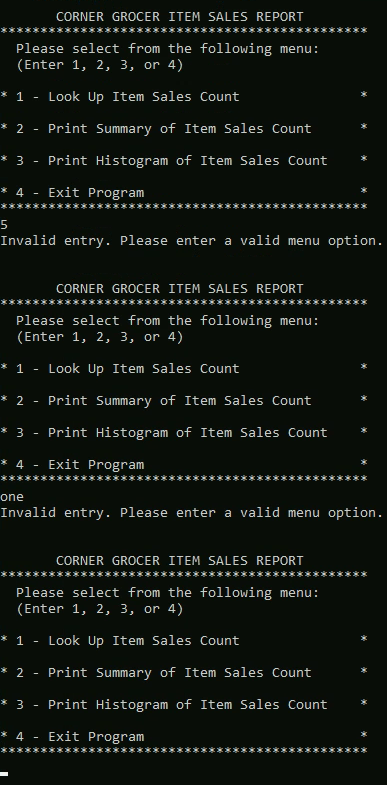 CORNER GROCER ITEM SALES REPORT
**********************************************
Please select from the following menu:
(Enter 1, 2, 3, or 4)
* 1 - Look Up Item Sales Count *
* 2 - Print Summary of Item Sales Count *
* 3 - Print Histogram of Item Sales Count *
* 4 - Exit Program *
**********************************************
5
Invalid entry. Please enter a valid menu option.
CORNER GROCER ITEM SALES REPORT
**********************************************
Please select from the following menu:
(Enter 1, 2, 3, or 4)
* 1 - Look Up Item Sales Count *
* 2 - Print Summary of Item Sales Count *
* 3 - Print Histogram of Item Sales Count *
* 4 - Exit Program *
**********************************************
one
Invalid entry. Please enter a valid menu option.
CORNER GROCER ITEM SALES REPORT
**********************************************
Please select from the following menu:
(Enter 1, 2, 3, or 4)
* 1 - Look Up Item Sales Count *
* 2 - Print Summary of Item Sales Count *
* 3 - Print Histogram of Item Sales Count *
* 4 - Exit Program *
**********************************************